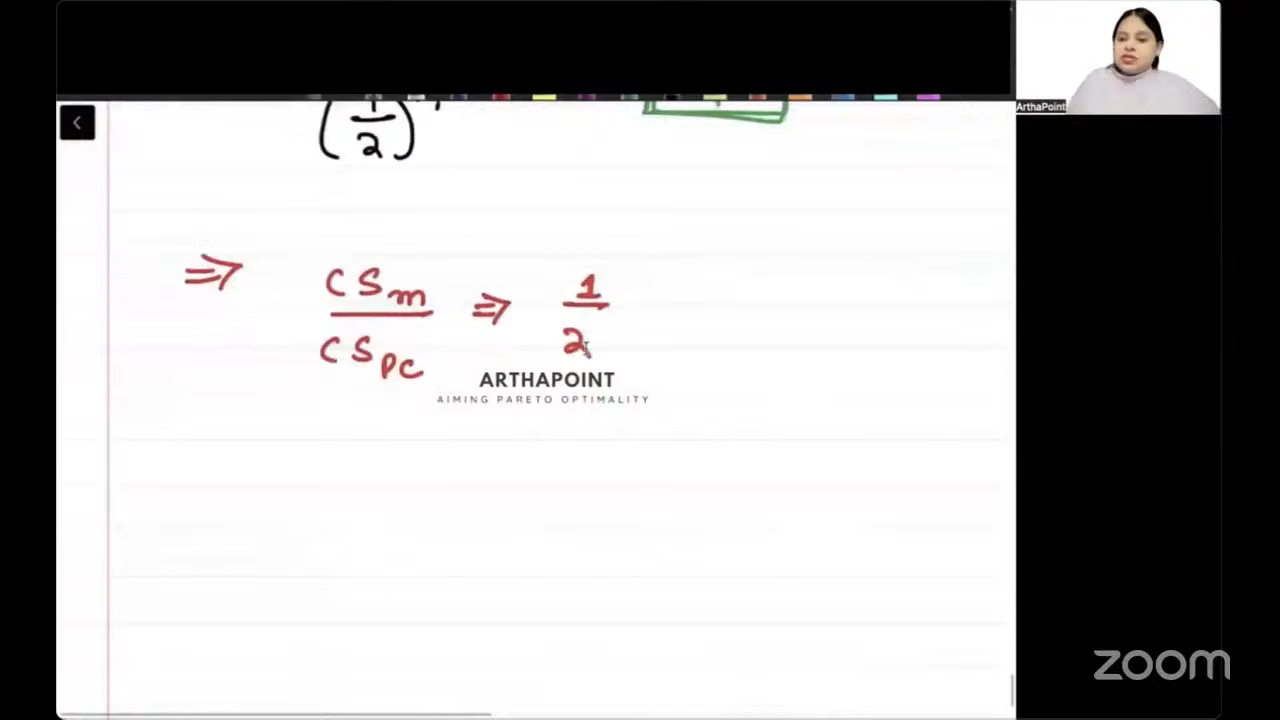 (1/2)
⇒ CSm / CSpc ⇒ 1 / 2
ARTHAPOINT
AIMING PARETO OPTIMALITY
ArthaPoint
zoom